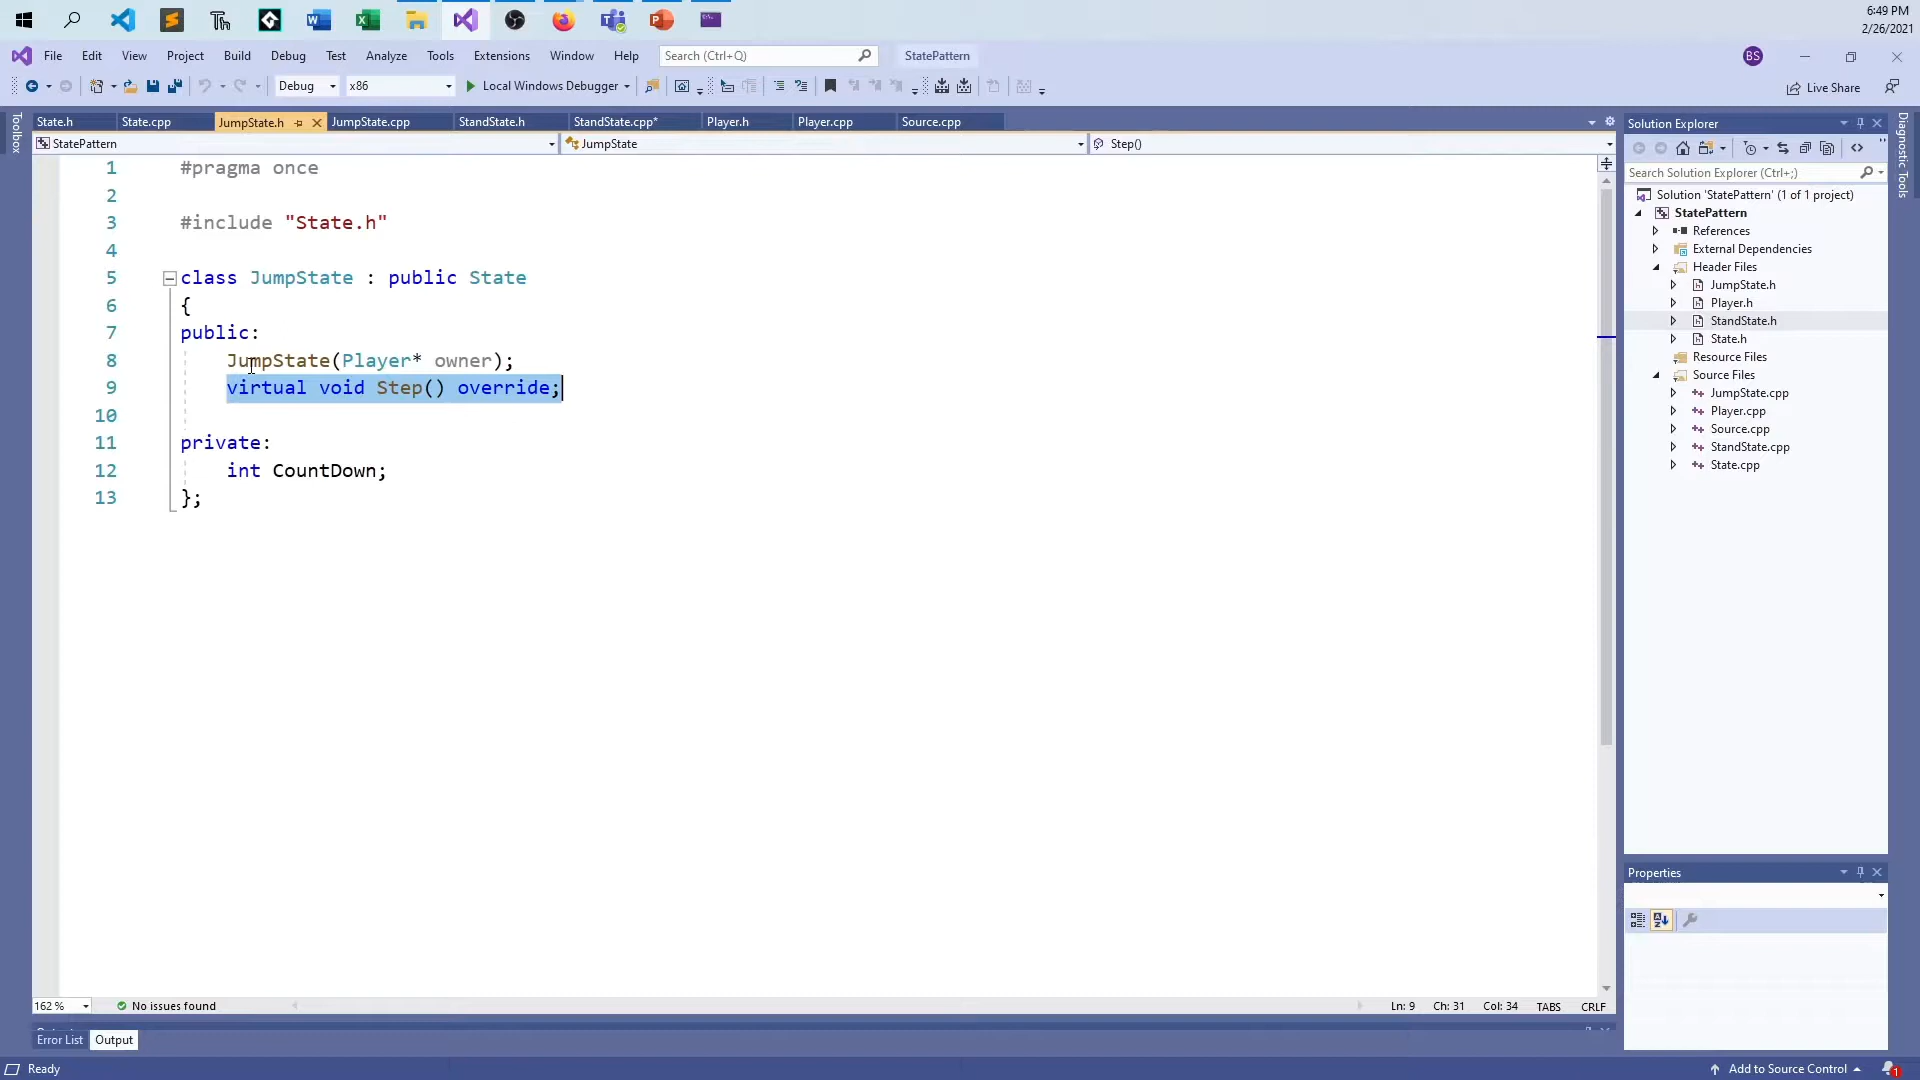 6:49 PM
2/26/2021
File Edit View Project Build Debug Test Analyze Tools Extensions Window Help Search (Ctrl+Q) StatePattern BS
Debug x86 Local Windows Debugger Live Share
Toolbox
State.h State.cpp JumpState.h JumpState.cpp StandState.h StandState.cpp* Player.h Player.cpp Source.cpp
StatePattern JumpState Step()
1 #pragma once
2
3 #include "State.h"
4
5 class JumpState : public State
6 {
7 public:
8 JumpState(Player* owner);
9 virtual void Step() override;
10
11 private:
12 int CountDown;
13 };
162 % No issues found Ln: 9 Ch: 31 Col: 34 TABS CRLF
Error List Output
Ready Add to Source Control 1
Solution Explorer
Search Solution Explorer (Ctrl+;)
Solution 'StatePattern' (1 of 1 project)
StatePattern
References
External Dependencies
Header Files
JumpState.h
Player.h
StandState.h
State.h
Resource Files
Source Files
JumpState.cpp
Player.cpp
Source.cpp
StandState.cpp
State.cpp
Properties
Diagnostic Tools